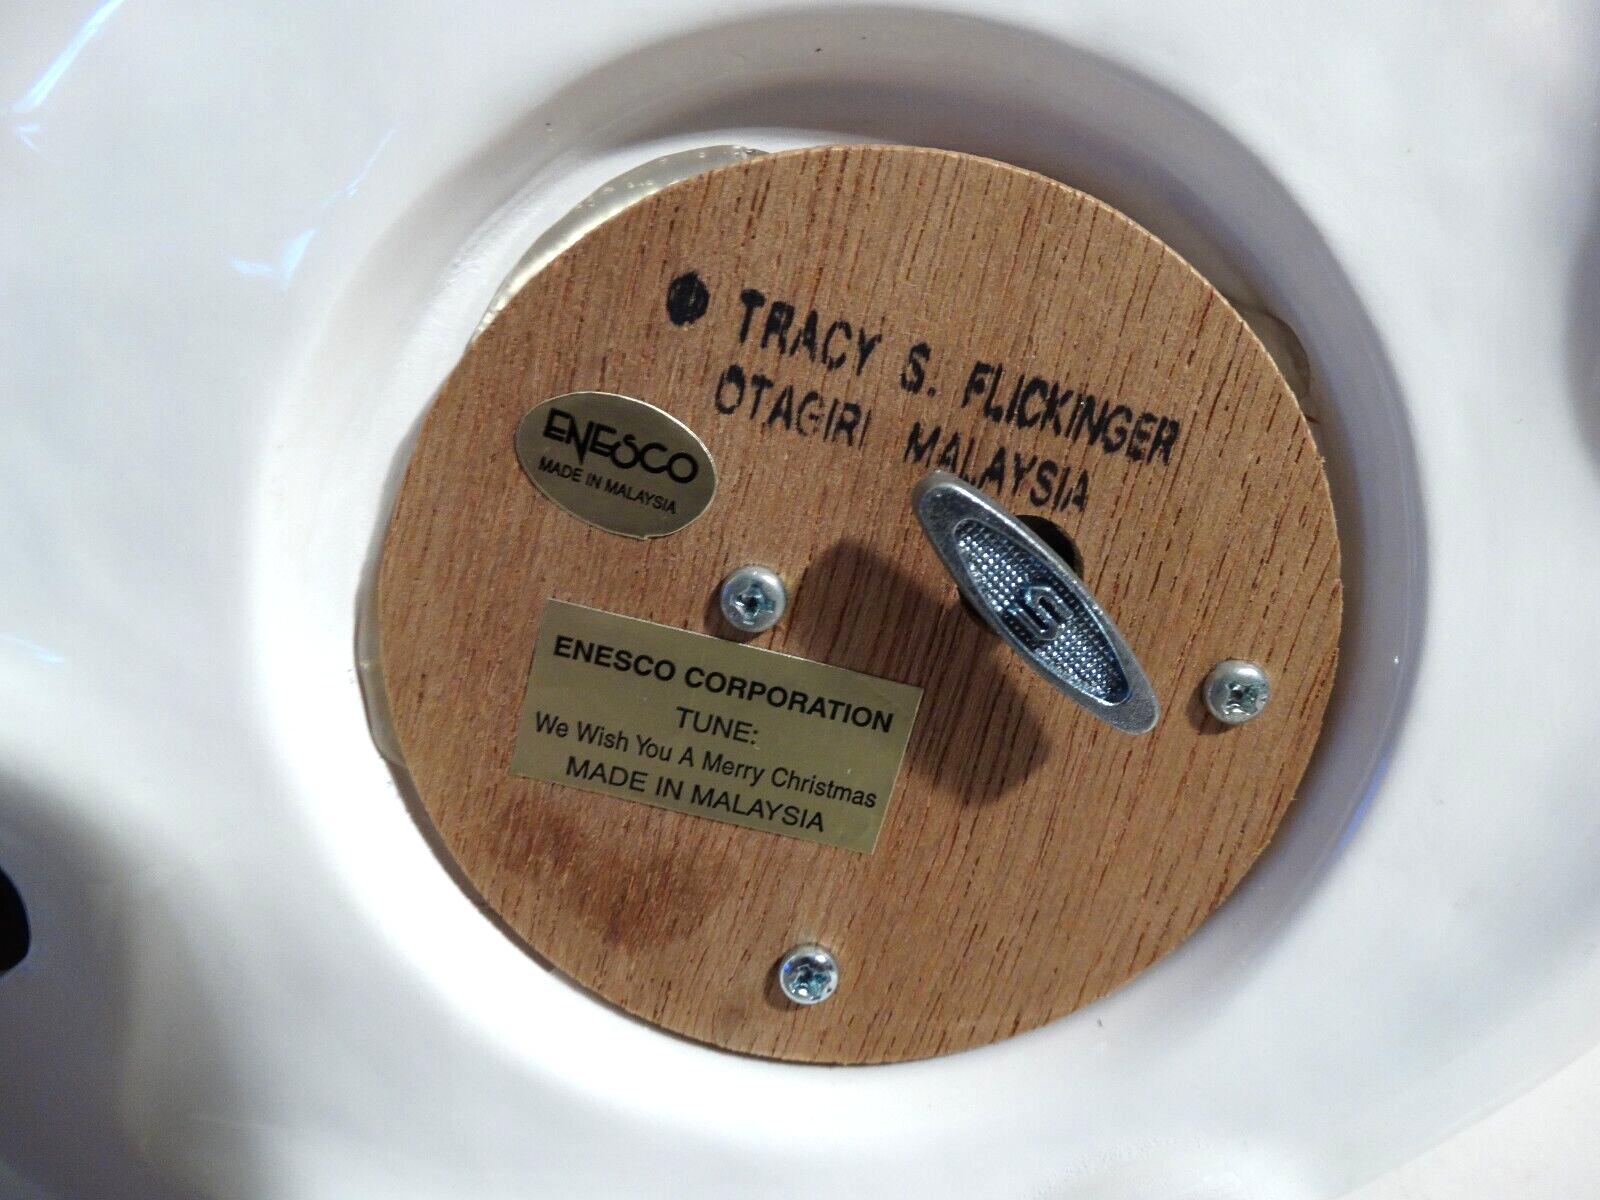 TRACY S. FLICKINGER
OTAGIRI MALAYSIA
ENESCO
MADE IN MALAYSIA
S
ENESCO CORPORATION
TUNE:
We Wish You A Merry Christmas
MADE IN MALAYSIA